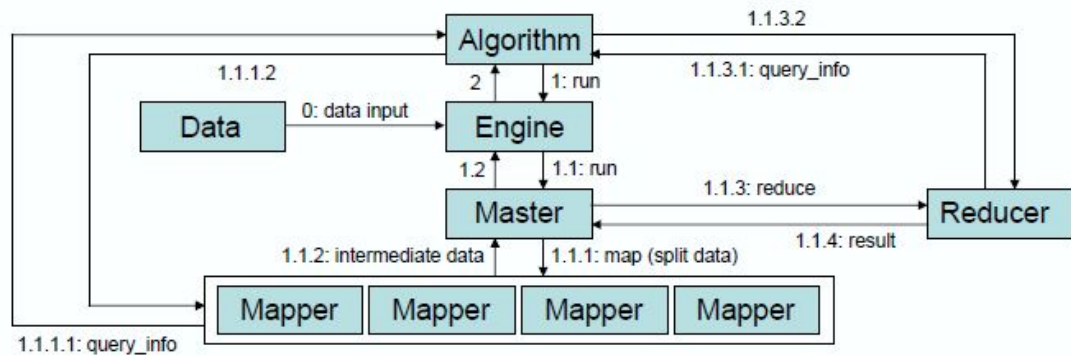 1.1.3.2
Algorithm
1.1.1.2
1.1.3.1: query_info
2
1: run
0: data input
Data
Engine
1.2
1.1: run
1.1.3: reduce
Master
Reducer
1.1.4: result
1.1.2: intermediate data
1.1.1: map (split data)
Mapper Mapper Mapper Mapper
1.1.1.1: query_info